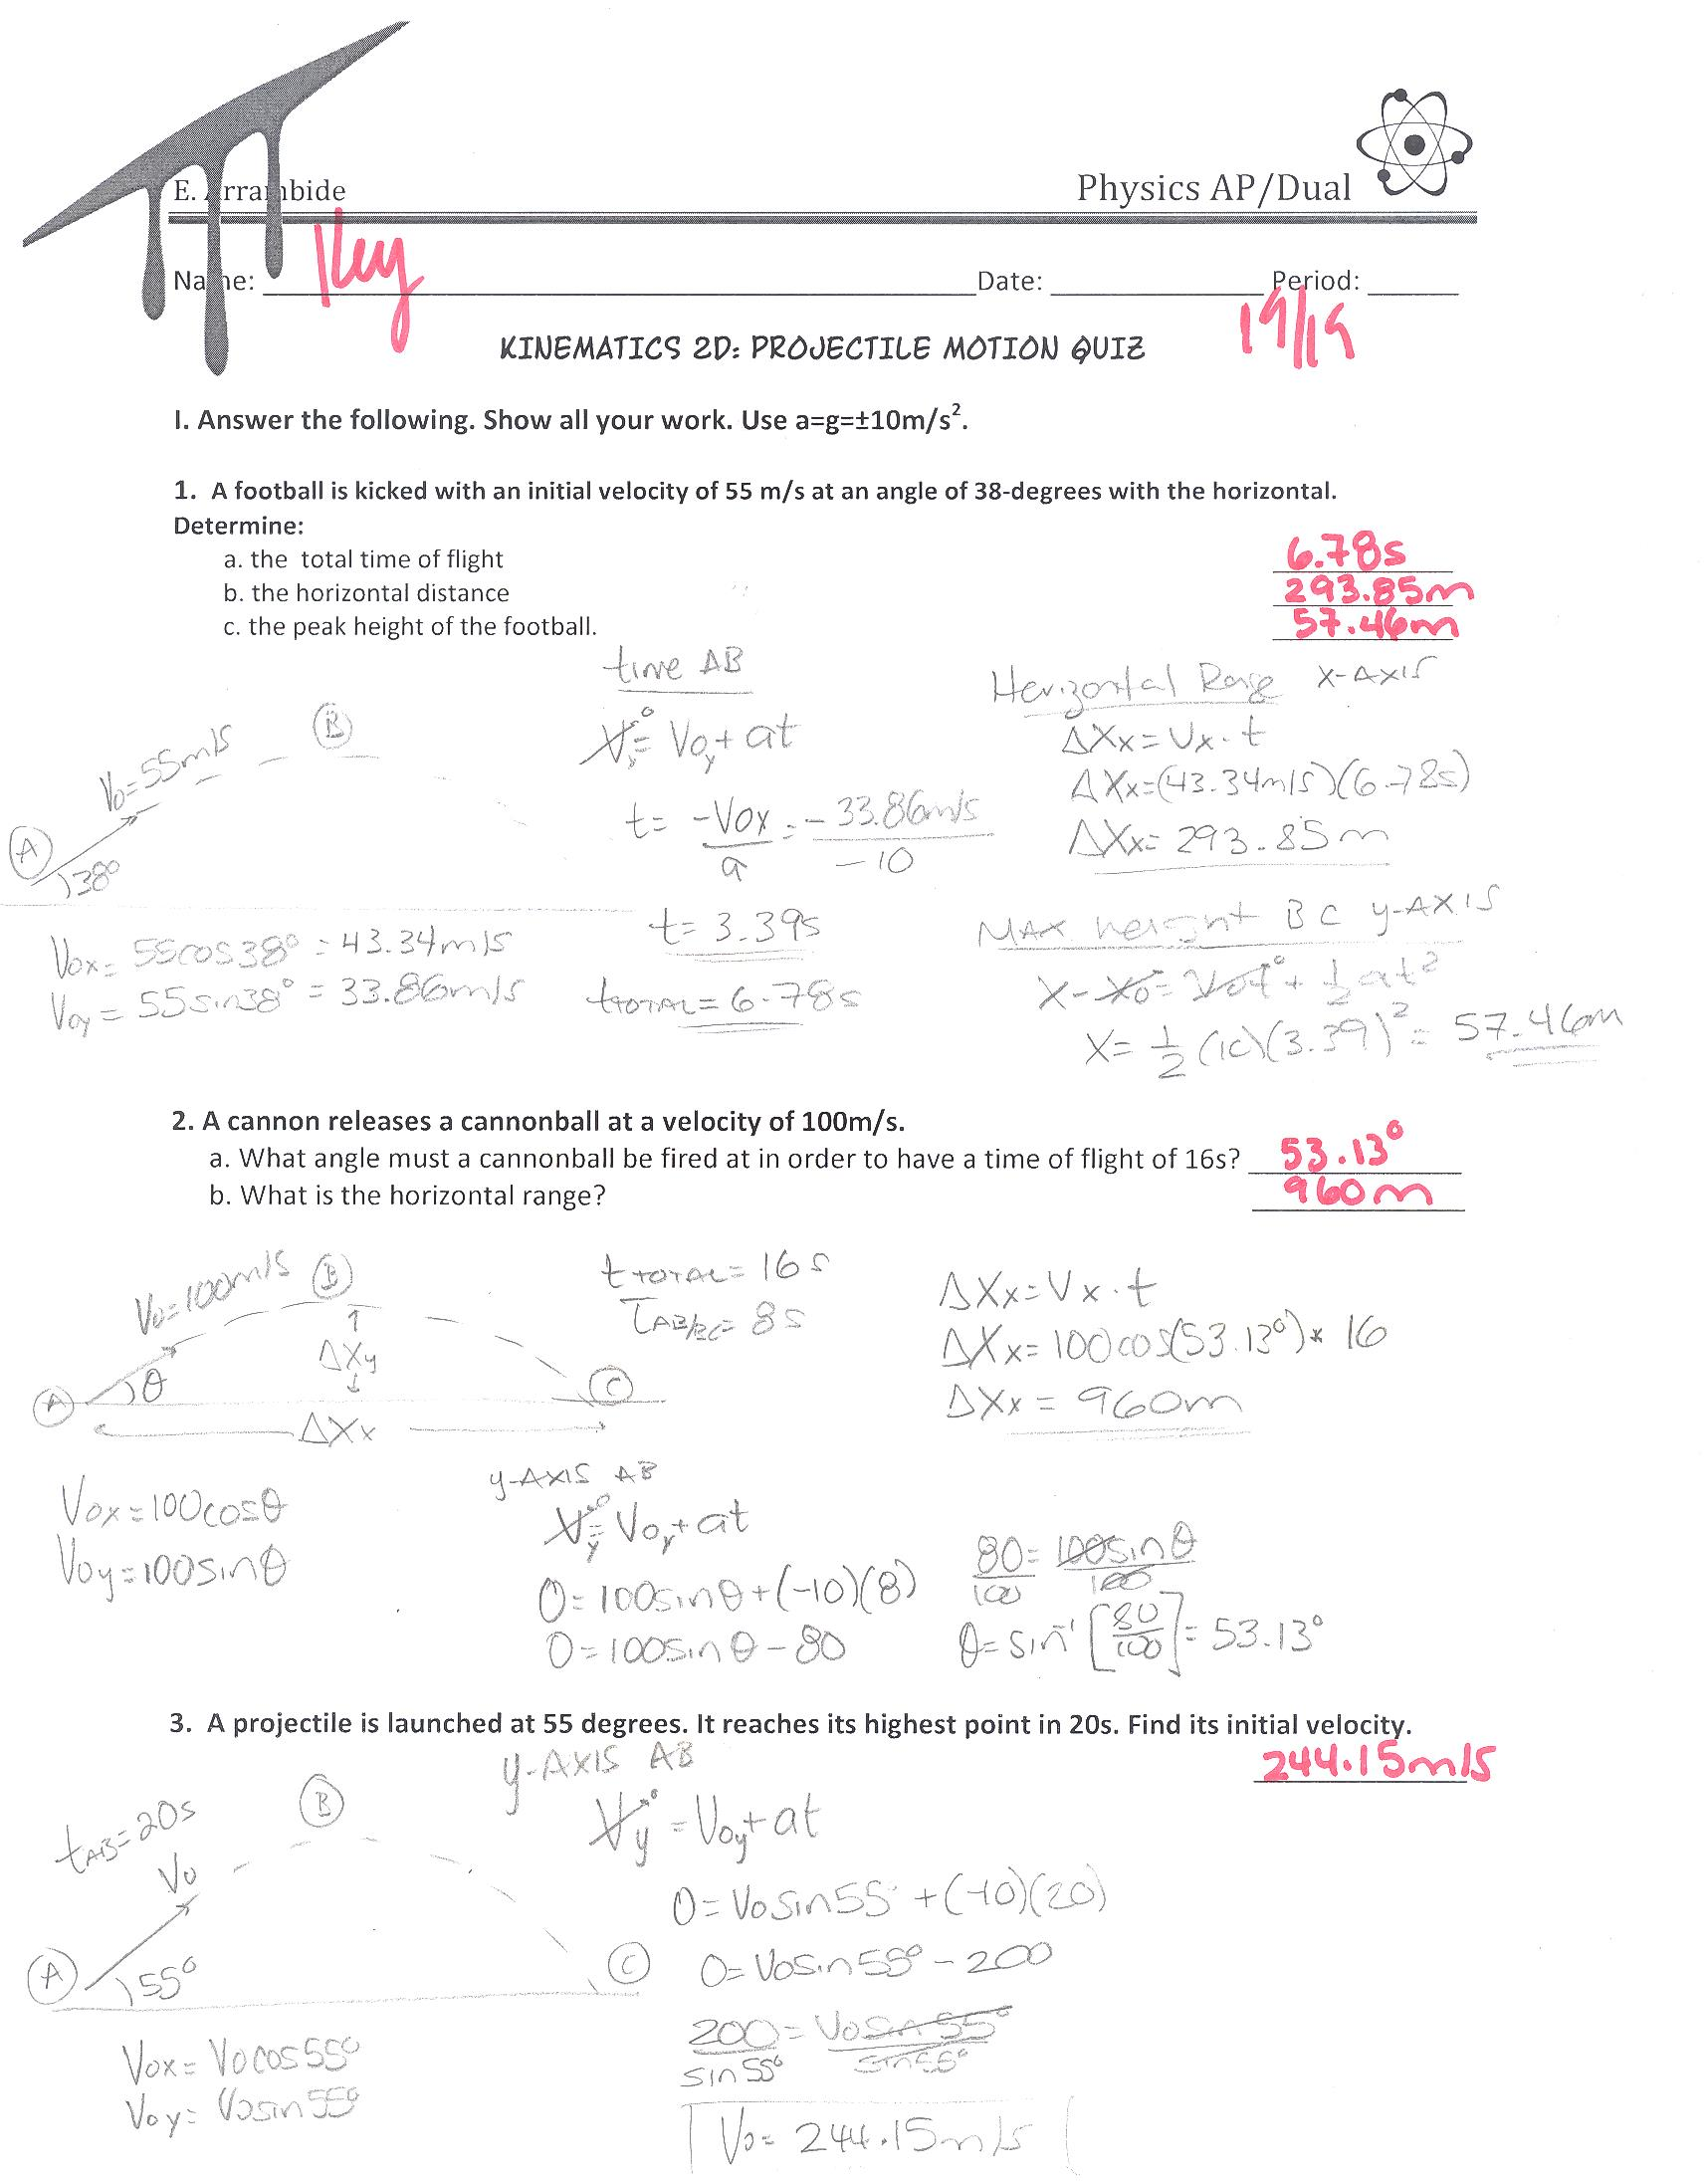 E. Arrambide
Physics AP/Dual
Name: Key Date: Period:
19/19
KINEMATICS 2D: PROJECTILE MOTION QUIZ
I. Answer the following. Show all your work. Use a=g=±10m/s².
1. A football is kicked with an initial velocity of 55 m/s at an angle of 38-degrees with the horizontal.
Determine:
a. the total time of flight 6.78s
b. the horizontal distance 293.85m
c. the peak height of the football. 57.46m
time AB
Vy=⁰ Voy+at
t= -Vox/a = -33.86m/s / -10
t= 3.39s
tTOTAL= 6.78s
Horizontal Range X-AXIS
ΔXx=Vx·t
ΔXx=(43.34m/s)(6.78s)
ΔXx= 293.85m
MAX height BC y-AXIS
X-Xo= Vot⁰+ 1/2 at²
X= 1/2 (10)(3.39)² = 57.46m
Vo=55m/s
B
A
38°
Vox= 55cos38° = 43.34m/s
Voy= 55sin38° = 33.86m/s
2. A cannon releases a cannonball at a velocity of 100m/s.
a. What angle must a cannonball be fired at in order to have a time of flight of 16s? 53.13°
b. What is the horizontal range? 960m
Vo=100m/s
B
ΔXy
θ
A
C
ΔXx
tTOTAL= 16s
TAB/BC= 8s
ΔXx=Vx·t
ΔXx= 100cos(53.13°)* 16
ΔXx = 960m
Vox=100cosθ
Voy=100sinθ
y-AXIS AB
Vy=⁰ Voy+at
0= 100sinθ+(-10)(8)
0=100sinθ-80
80/100 = 100sinθ/100
θ= sin⁻¹ [80/100] = 53.13°
3. A projectile is launched at 55 degrees. It reaches its highest point in 20s. Find its initial velocity.
244.15m/s
y-AXIS AB
Vy⁰ = Voy+at
0= Vosin55° +(-10)(20)
0= Vosin55° - 200
200/sin55° = Vosin55°/sin55°
Vo= 244.15m/s
tAB=20s
Vo
B
A
55°
C
Vox= Vocos55°
Voy= Vosin55°